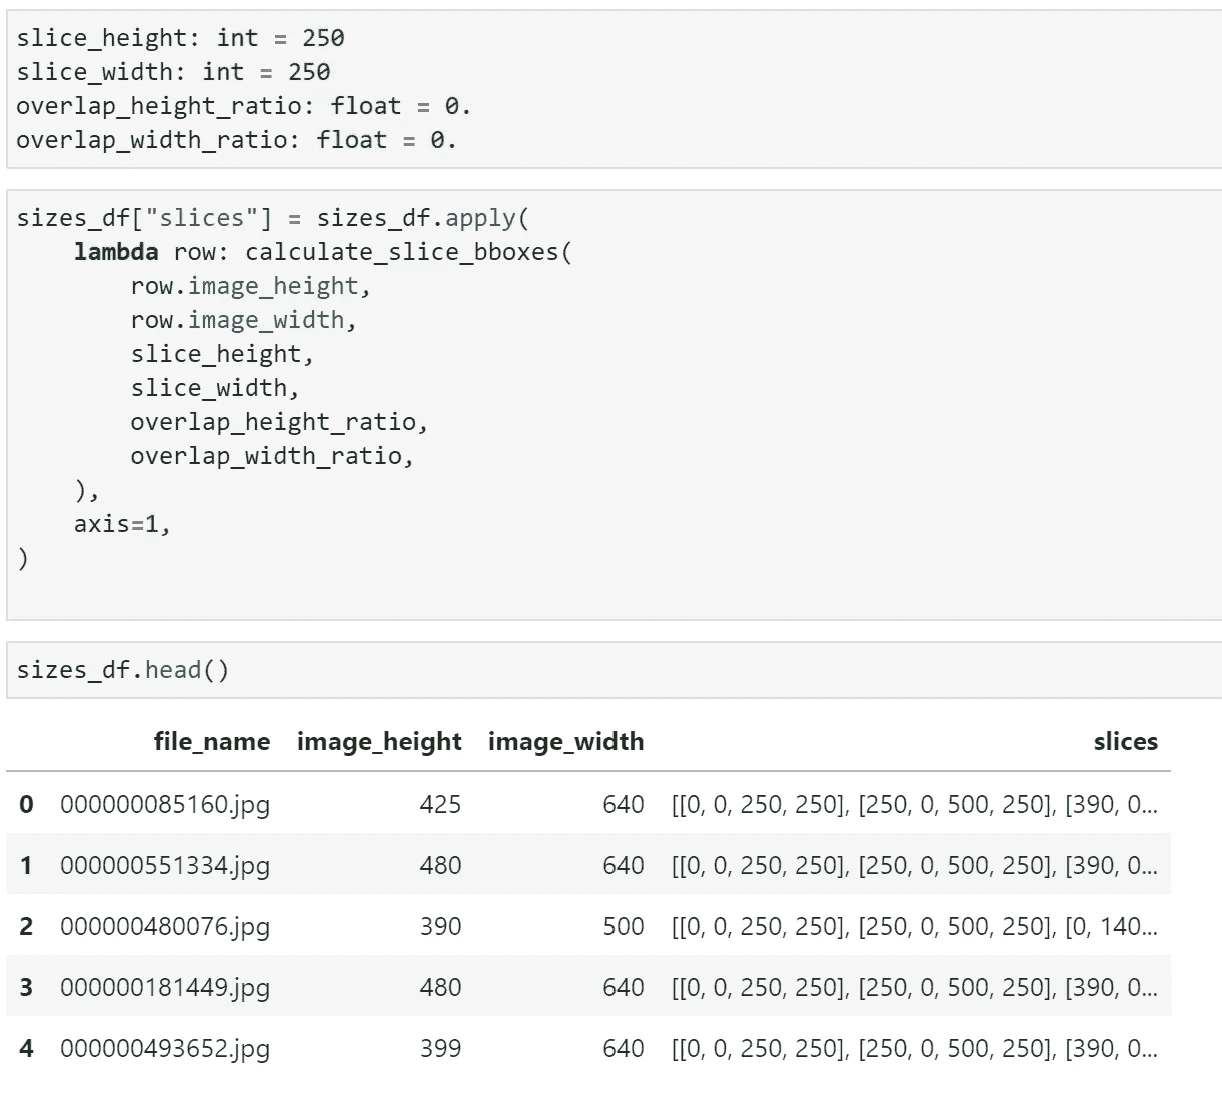 slice_height: int = 250
slice_width: int = 250
overlap_height_ratio: float = 0.
overlap_width_ratio: float = 0.
sizes_df["slices"] = sizes_df.apply(
    lambda row: calculate_slice_bboxes(
        row.image_height,
        row.image_width,
        slice_height,
        slice_width,
        overlap_height_ratio,
        overlap_width_ratio,
    ),
    axis=1,
)
sizes_df.head()
file_name image_height image_width slices
0 000000085160.jpg 425 640 [[0, 0, 250, 250], [250, 0, 500, 250], [390, 0...
1 000000551334.jpg 480 640 [[0, 0, 250, 250], [250, 0, 500, 250], [390, 0...
2 000000480076.jpg 390 500 [[0, 0, 250, 250], [250, 0, 500, 250], [0, 140...
3 000000181449.jpg 480 640 [[0, 0, 250, 250], [250, 0, 500, 250], [390, 0...
4 000000493652.jpg 399 640 [[0, 0, 250, 250], [250, 0, 500, 250], [390, 0...